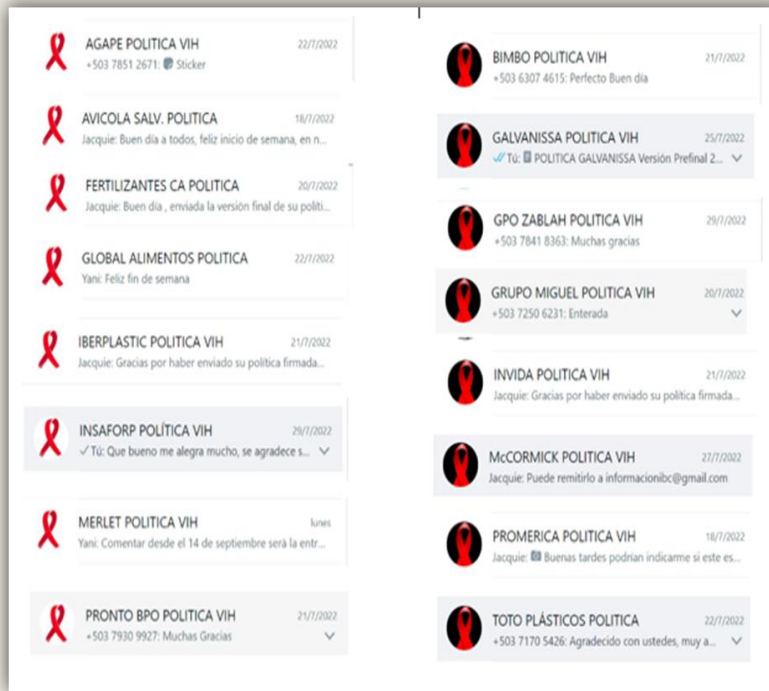 AGAPE POLITICA VIH 22/7/2022
+503 7851 2671: Sticker
AVICOLA SALV. POLITICA 18/7/2022
Jacquie: Buen día a todos, feliz inicio de semana, en n...
FERTILIZANTES CA POLITICA 20/7/2022
Jacquie: Buen día , enviada la versión final de su políti...
GLOBAL ALIMENTOS POLITICA 22/7/2022
Yani: Feliz fin de semana
IBERPLASTIC POLITICA VIH 21/7/2022
Jacquie: Gracias por haber enviado su política firmada...
INSAFORP POLÍTICA VIH 29/7/2022
Tú: Que bueno me alegra mucho, se agradece s...
MERLET POLITICA VIH lunes
Yani: Comentar desde el 14 de septiembre será la entr...
PRONTO BPO POLITICA VIH 21/7/2022
+503 7930 9927: Muchas Gracias
BIMBO POLITICA VIH 21/7/2022
+503 6307 4615: Perfecto Buen día
GALVANISSA POLITICA VIH 25/7/2022
Tú: POLITICA GALVANISSA Versión Prefinal 2...
GPO ZABLAH POLITICA VIH 29/7/2022
+503 7841 8363: Muchas gracias
GRUPO MIGUEL POLITICA VIH 20/7/2022
+503 7250 6231: Enterada
INVIDA POLITICA VIH 21/7/2022
Jacquie: Gracias por haber enviado su política firmada...
McCORMICK POLITICA VIH 27/7/2022
Jacquie: Puede remitirlo a informacionibc@gmail.com
PROMERICA POLITICA VIH 18/7/2022
Jacquie: Buenas tardes podrían indicarme si este es...
TOTO PLÁSTICOS POLITICA 22/7/2022
+503 7170 5426: Agradecido con ustedes, muy a...